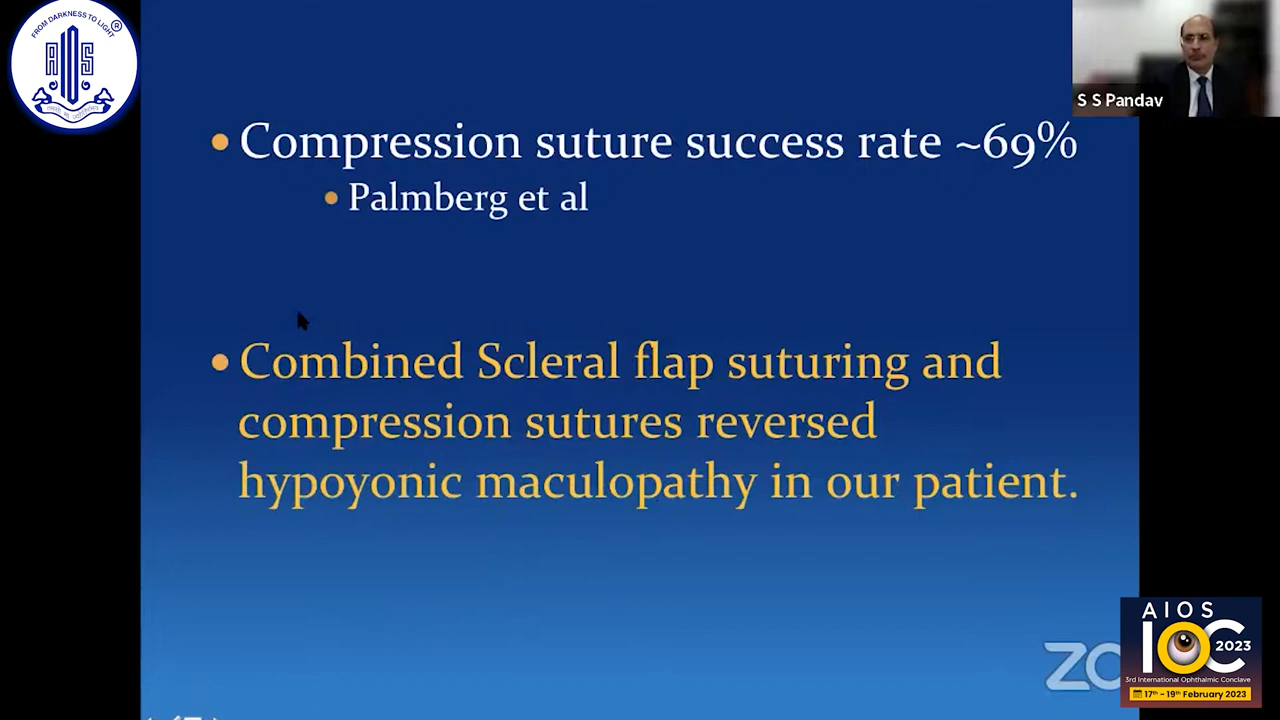 FROM DARKNESS TO LIGHT
®
AIOS
S S Pandav
• Compression suture success rate ~69%
• Palmberg et al
• Combined Scleral flap suturing and
compression sutures reversed
hypoyonic maculopathy in our patient.
AIOS
IOC
2023
3rd International Ophthalmic Conclave
17th - 19th February 2023